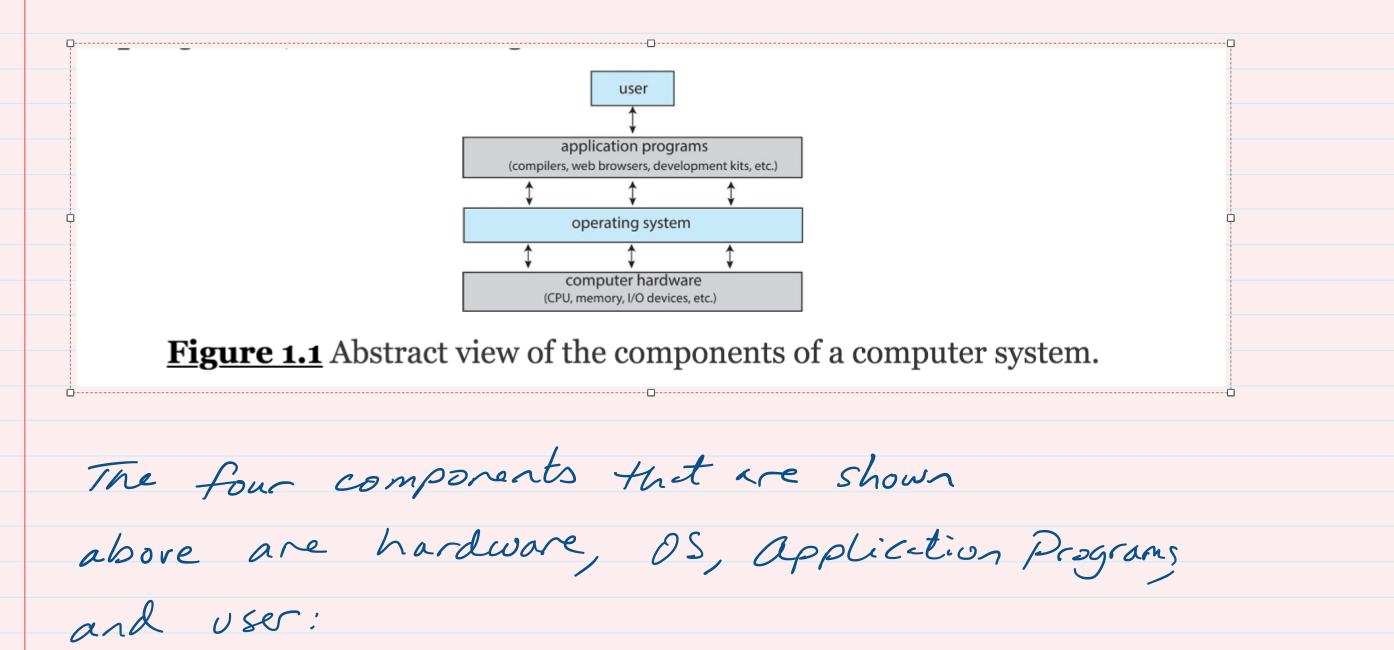 user
application programs
(compilers, web browsers, development kits, etc.)
operating system
computer hardware
(CPU, memory, I/O devices, etc.)
Figure 1.1 Abstract view of the components of a computer system.
The four components that are shown
above are hardware, OS, Application Programs
and user: